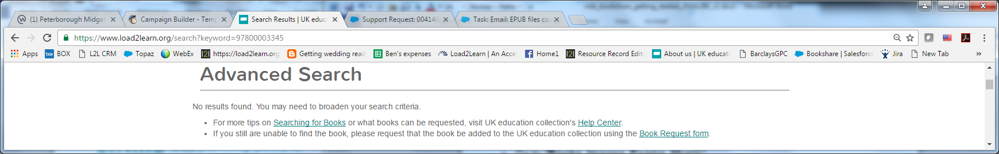 (1) Peterborough Midgat
Campaign Builder - Temp
Search Results | UK educ
Support Request: 004140
Task: Email: EPUB files ca
https://www.load2learn.org/search?keyword=97800003345
Apps
BOX
L2L CRM
Topaz
WebEx
https://load2learn.org
Getting wedding read
Ben's expenses
Load2Learn | An Acce
Home1
Resource Record Edito
About us | UK educati
BarclaysGPC
Bookshare | Salesforce
Jira
New Tab
»
Advanced Search
No results found. You may need to broaden your search criteria.
• For more tips on Searching for Books or what books can be requested, visit UK education collection's Help Center.
• If you still are unable to find the book, please request that the book be added to the UK education collection using the Book Request form.